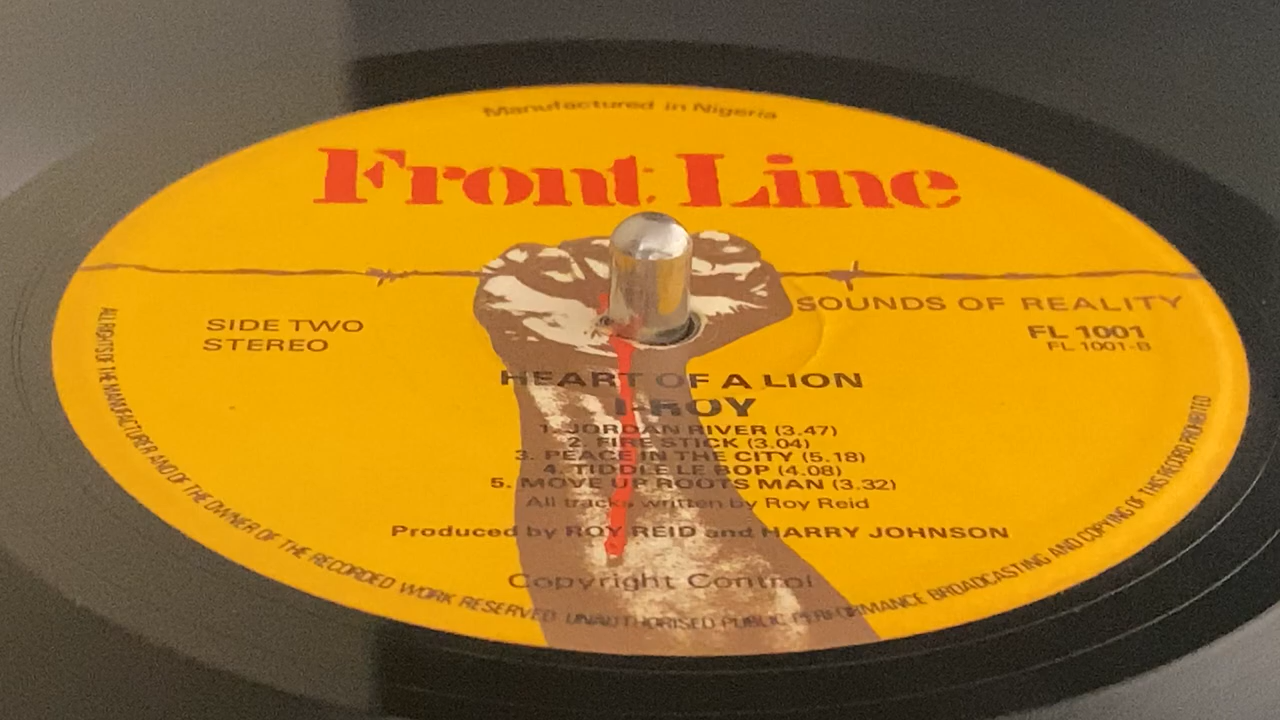 Manufactured in Nigeria
Front Line
SOUNDS OF REALITY
SIDE TWO
STEREO
FL 1001
FL 1001-B
HEART OF A LION
I-ROY
1. JORDAN RIVER (3.47)
2. FIRE STICK (3.04)
3. PEACE IN THE CITY (5.18)
4. TIDDLE LE BOP (4.08)
5. MOVE UP ROOTS MAN (3.32)
All tracks written by Roy Reid
Produced by ROY REID and HARRY JOHNSON
Copyright Control
ALL RIGHTS OF THE MANUFACTURER AND OF THE OWNER OF THE RECORDED WORK RESERVED UNAUTHORISED PUBLIC PERFORMANCE BROADCASTING AND COPYING OF THIS RECORD PROHIBITED